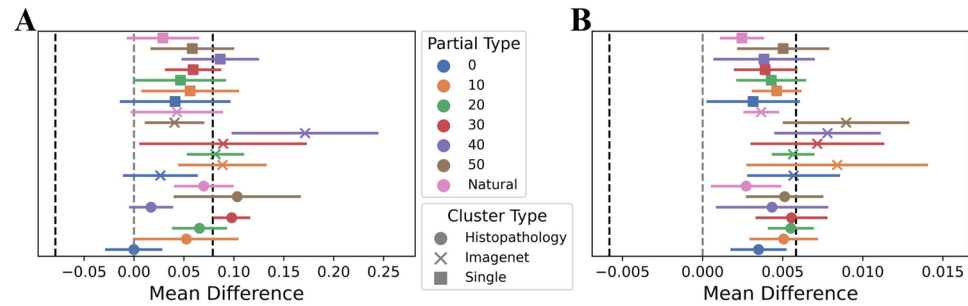 A
B
Partial Type
0
10
20
30
40
50
Natural
Cluster Type
Histopathology
Imagenet
Single
−0.05 0.00 0.05 0.10 0.15 0.20 0.25
Mean Difference
−0.005 0.000 0.005 0.010 0.015
Mean Difference